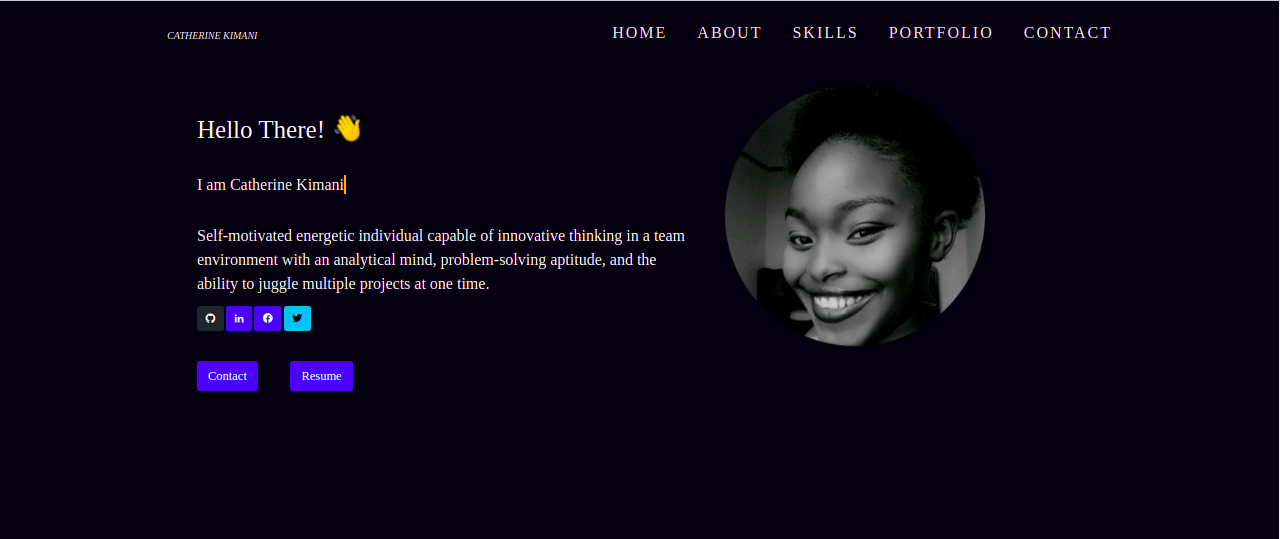 CATHERINE KIMANI
HOME ABOUT SKILLS PORTFOLIO CONTACT
Hello There! 👋
I am Catherine Kimani
Self-motivated energetic individual capable of innovative thinking in a team
environment with an analytical mind, problem-solving aptitude, and the
ability to juggle multiple projects at one time.
in
Contact Resume